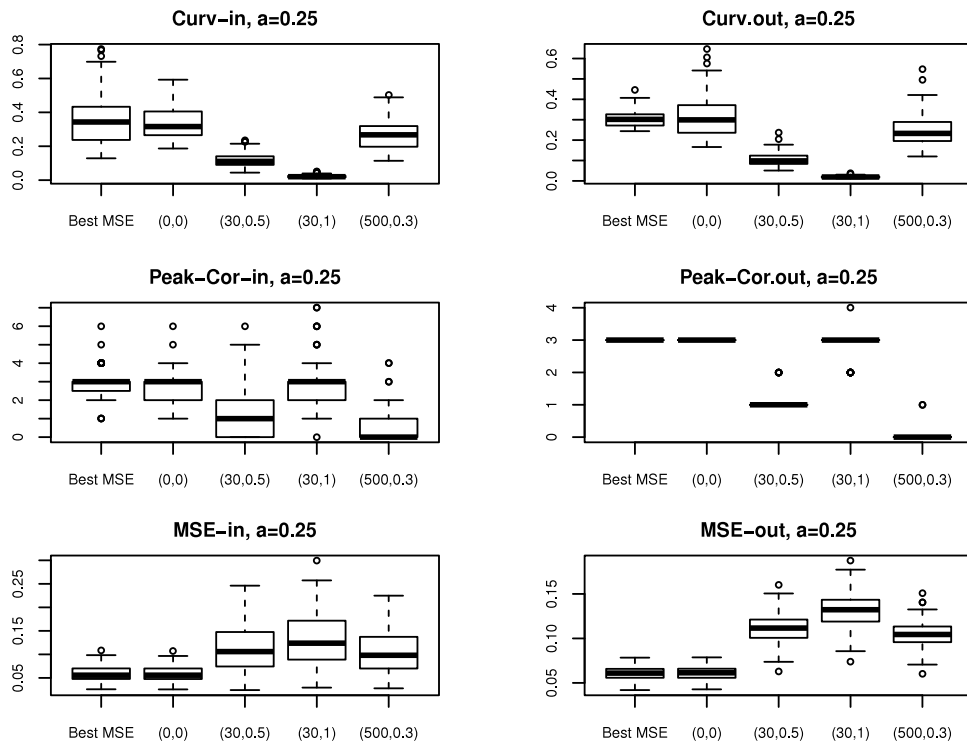 Curv−in, a=0.25
0.8
0.6
0.4
0.2
0.0
Best MSE (0,0) (30,0.5) (30,1) (500,0.3)
Curv.out, a=0.25
0.6
0.4
0.2
0.0
Best MSE (0,0) (30,0.5) (30,1) (500,0.3)
Peak−Cor−in, a=0.25
6
4
2
0
Best MSE (0,0) (30,0.5) (30,1) (500,0.3)
Peak−Cor.out, a=0.25
4
3
2
1
0
Best MSE (0,0) (30,0.5) (30,1) (500,0.3)
MSE−in, a=0.25
0.25
0.15
0.05
Best MSE (0,0) (30,0.5) (30,1) (500,0.3)
MSE−out, a=0.25
0.15
0.10
0.05
Best MSE (0,0) (30,0.5) (30,1) (500,0.3)